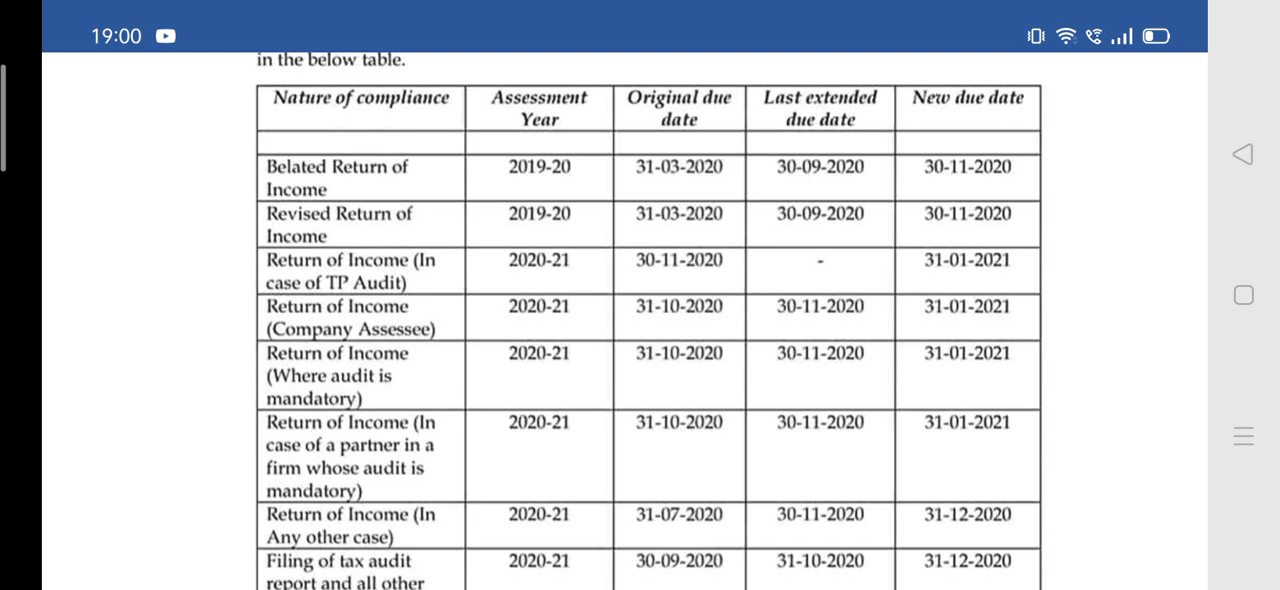 19:00
in the below table.
Nature of compliance Assessment Year Original due date Last extended due date New due date
Belated Return of Income 2019-20 31-03-2020 30-09-2020 30-11-2020
Revised Return of Income 2019-20 31-03-2020 30-09-2020 30-11-2020
Return of Income (In case of TP Audit) 2020-21 30-11-2020 - 31-01-2021
Return of Income (Company Assessee) 2020-21 31-10-2020 30-11-2020 31-01-2021
Return of Income (Where audit is mandatory) 2020-21 31-10-2020 30-11-2020 31-01-2021
Return of Income (In case of a partner in a firm whose audit is mandatory) 2020-21 31-10-2020 30-11-2020 31-01-2021
Return of Income (In Any other case) 2020-21 31-07-2020 30-11-2020 31-12-2020
Filing of tax audit report and all other 2020-21 30-09-2020 31-10-2020 31-12-2020